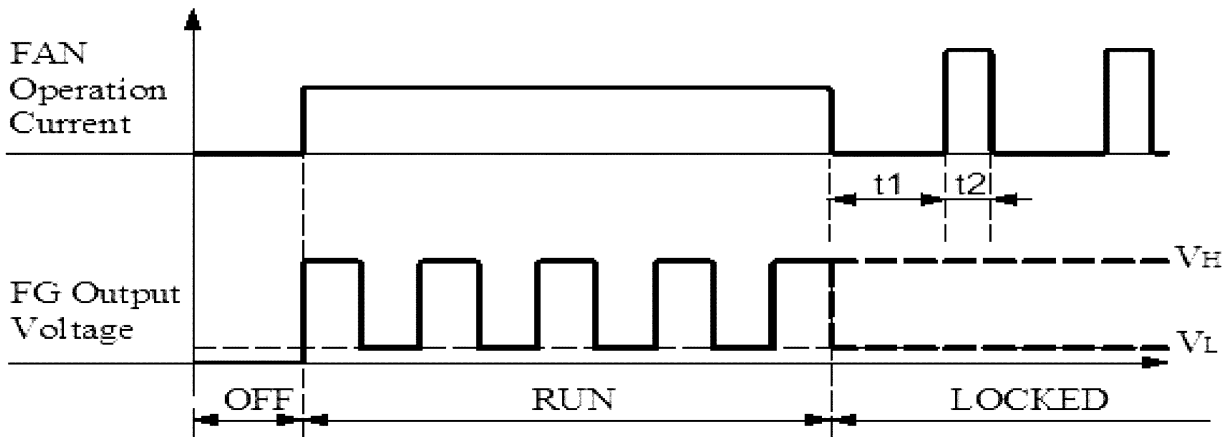 FAN
Operation
Current
t1
t2
VH
FG Output
Voltage
VL
OFF
RUN
LOCKED